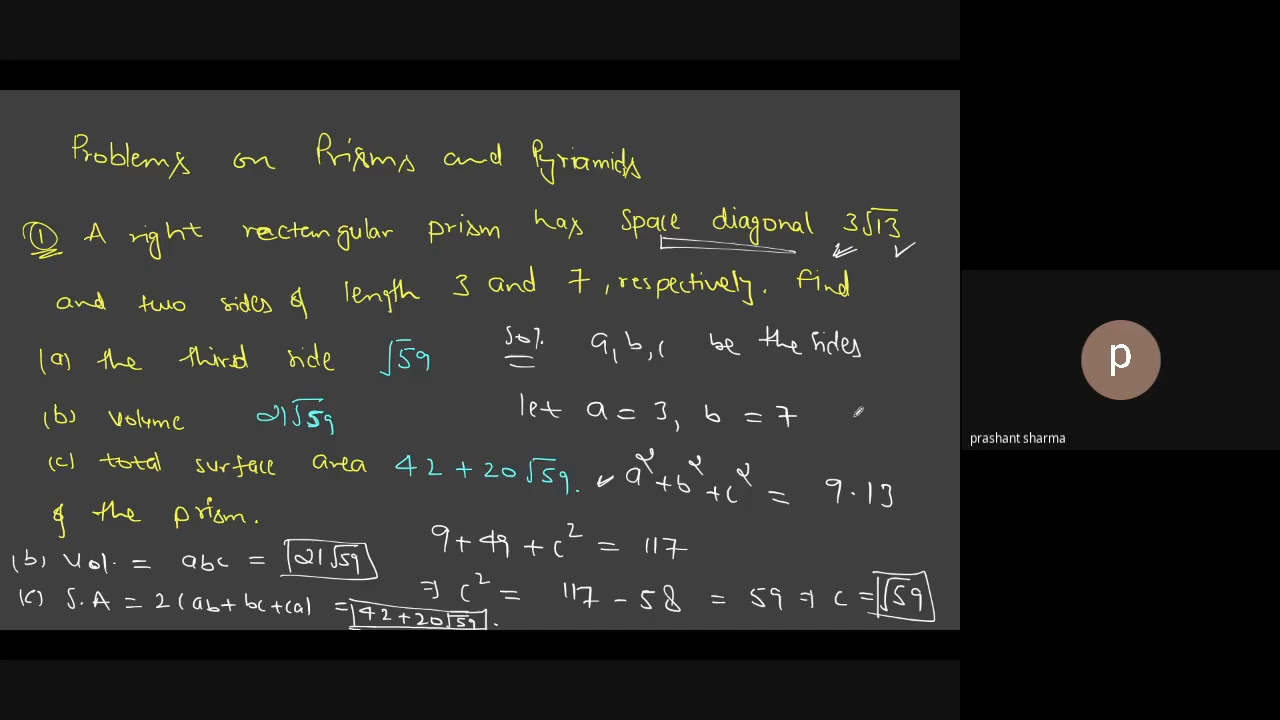 Problems on Prisms and Pyriamids
① A right rectangular prism has space diagonal 3√13
and two sides of length 3 and 7, respectively. Find
(a) the third side √59
(b) volume 21√59
(c) total surface area 42 + 20√59.
of the prism.
Sol. a, b, c be the sides
let a = 3, b = 7
a² + b² + c² = 9·13
9 + 49 + c² = 117
⇒ c² = 117 - 58 = 59 ⇒ c = √59
(b) Vol. = abc = 21√59
(c) S.A = 2(ab + bc + ca) = 42 + 20√59.
p
prashant sharma